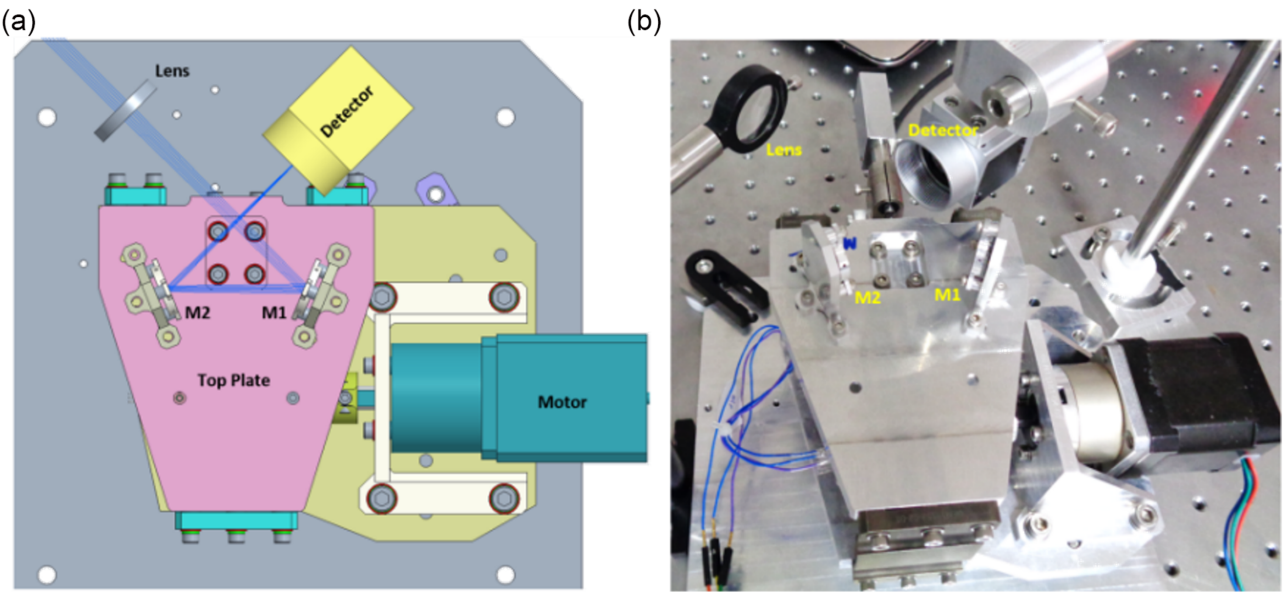 (a)
Lens
Detector
M2
M1
Top Plate
Motor
(b)
Detector
Lens
M2
M1